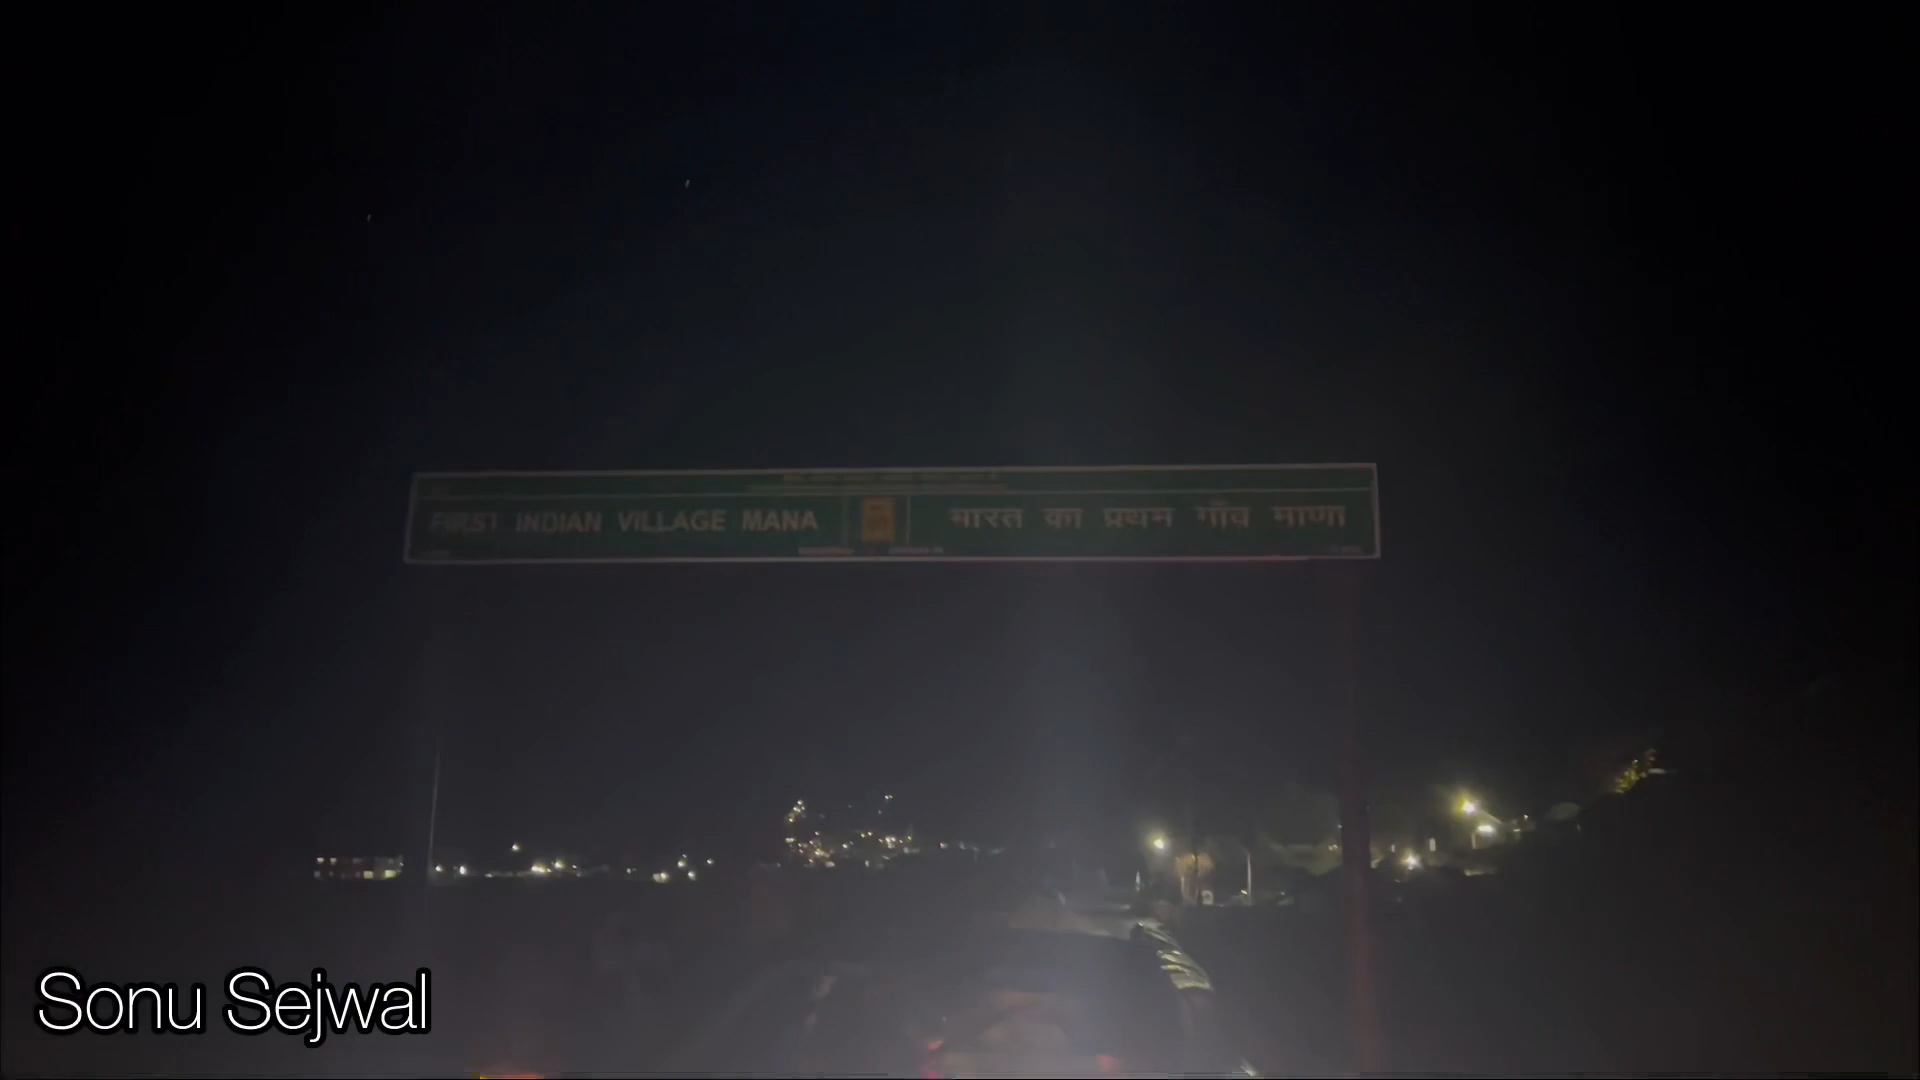 FIRST INDIAN VILLAGE MANA
भारत का प्रथम गाँव माणा
Sonu Sejwal